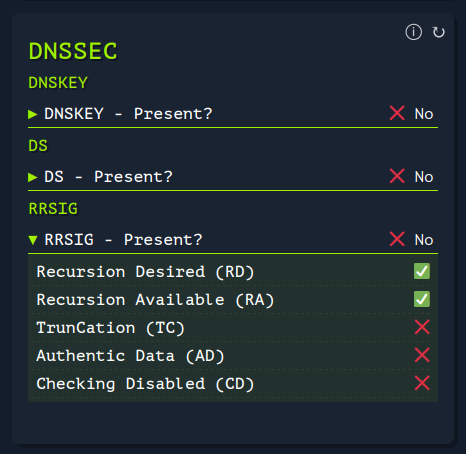 DNSSEC
DNSKEY
DNSKEY - Present? ❌ No
DS
DS - Present? ❌ No
RRSIG
RRSIG - Present? ❌ No
Recursion Desired (RD) ✅
Recursion Available (RA) ✅
TrunCation (TC) ❌
Authentic Data (AD) ❌
Checking Disabled (CD) ❌